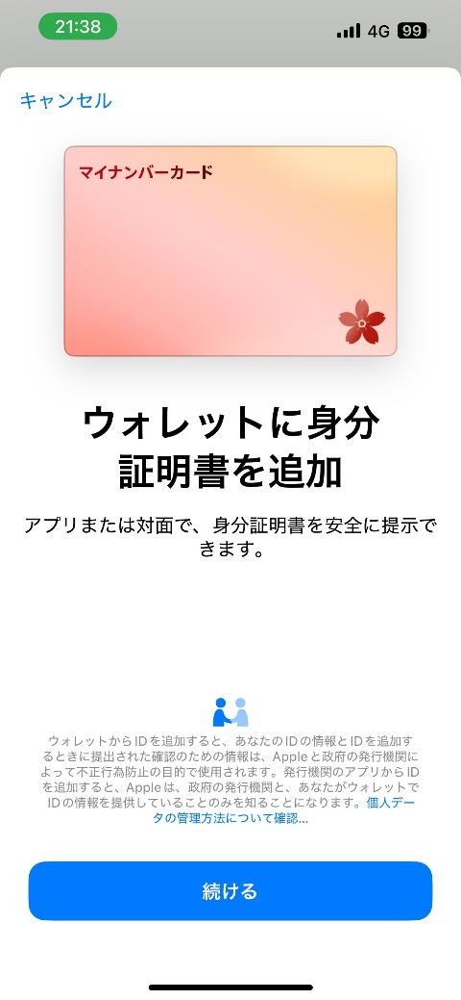 21:38
4G 99
キャンセル
マイナンバーカード
ウォレットに身分
証明書を追加
アプリまたは対面で、身分証明書を安全に提示で
きます。
ウォレットからIDを追加すると、あなたのIDの情報とIDを追加す
るときに提出された確認のための情報は、Appleと政府の発行機関に
よって不正行為防止の目的で使用されます。発行機関のアプリからID
を追加すると、Appleは、政府の発行機関と、あなたがウォレットで
IDの情報を提供していることのみを知ることになります。個人デー
タの管理方法について確認...
続ける